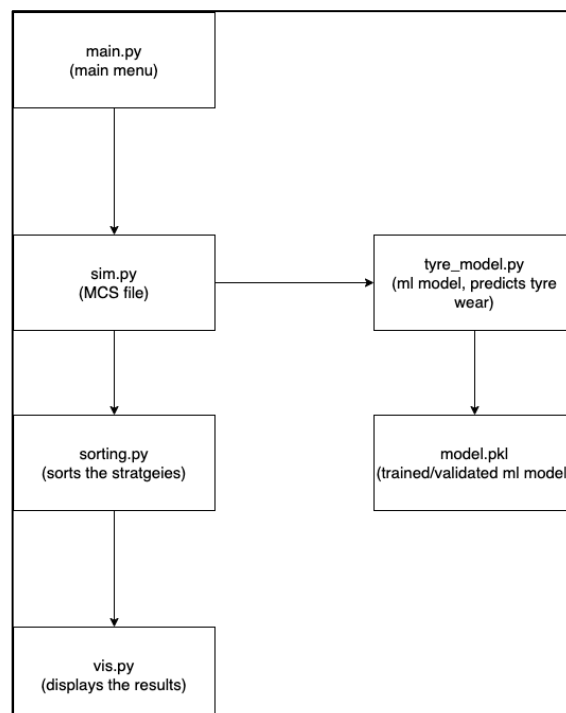 main.py
(main menu)
sim.py
(MCS file)
tyre_model.py
(ml model, predicts tyre
wear)
sorting.py
(sorts the stratgeies)
model.pkl
(trained/validated ml model
vis.py
(displays the results)